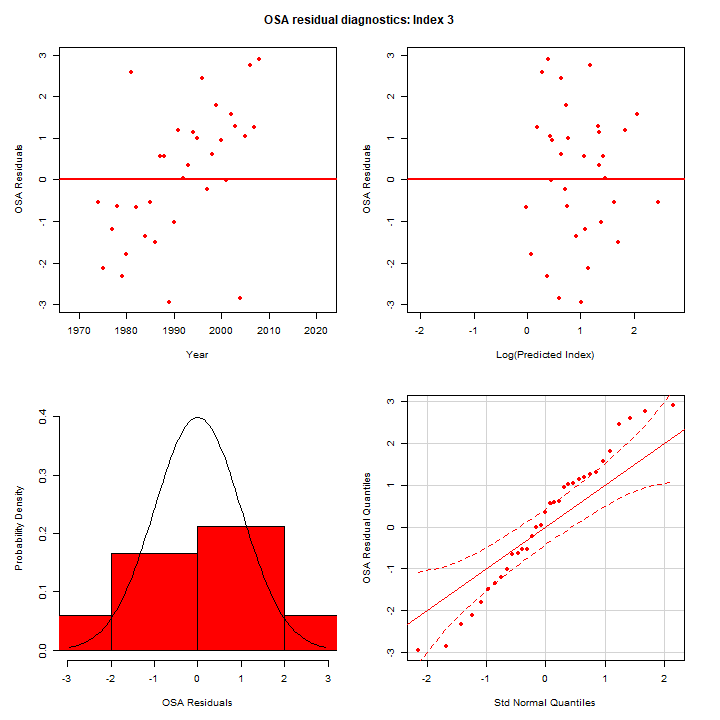 OSA residual diagnostics: Index 3
3
2
1
0
-1
-2
-3
OSA Residuals
1970 1980 1990 2000 2010 2020
Year
3
2
1
0
-1
-2
-3
OSA Residuals
-2 -1 0 1 2
Log(Predicted Index)
0.4
0.3
0.2
0.1
0.0
Probability Density
-3 -2 -1 0 1 2 3
OSA Residuals
3
2
1
0
-1
-2
-3
OSA Residual Quantiles
-2 -1 0 1 2
Std Normal Quantiles